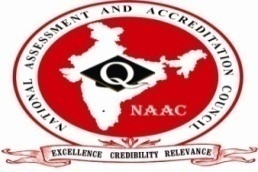 NATIONAL ASSESSMENT AND ACCREDITATION COUNCIL
Q
NAAC
EXCELLENCE CREDIBILITY RELEVANCE